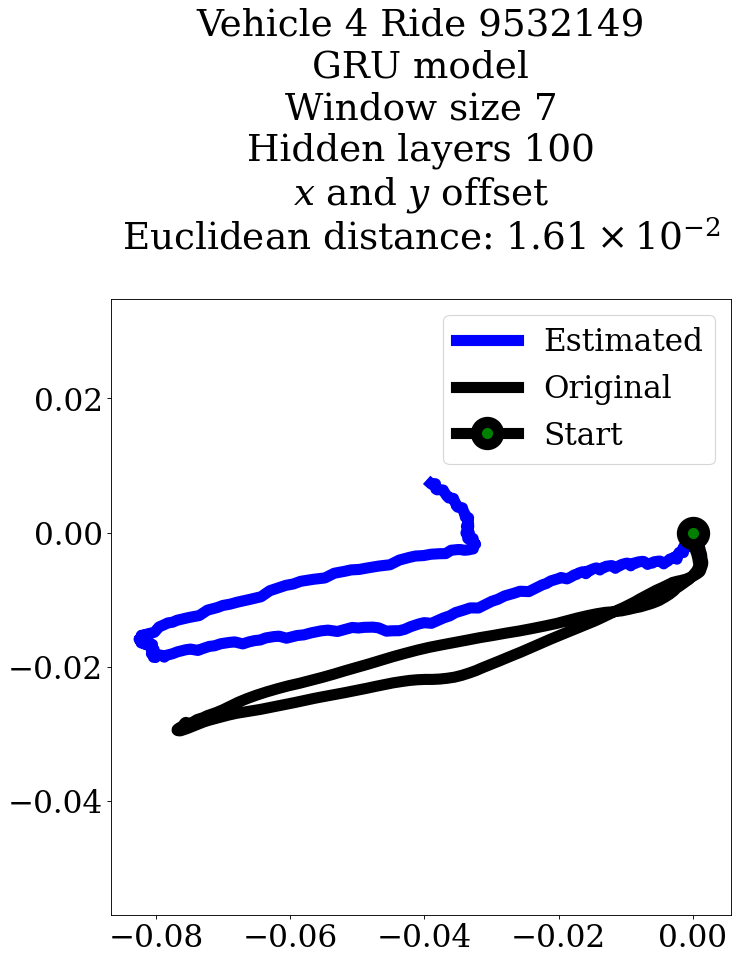 Vehicle 4 Ride 9532149
GRU model
Window size 7
Hidden layers 100
x and y offset
Euclidean distance: 1.61 × 10⁻²
Estimated
Original
Start
0.02
0.00
−0.02
−0.04
−0.08 −0.06 −0.04 −0.02 0.00